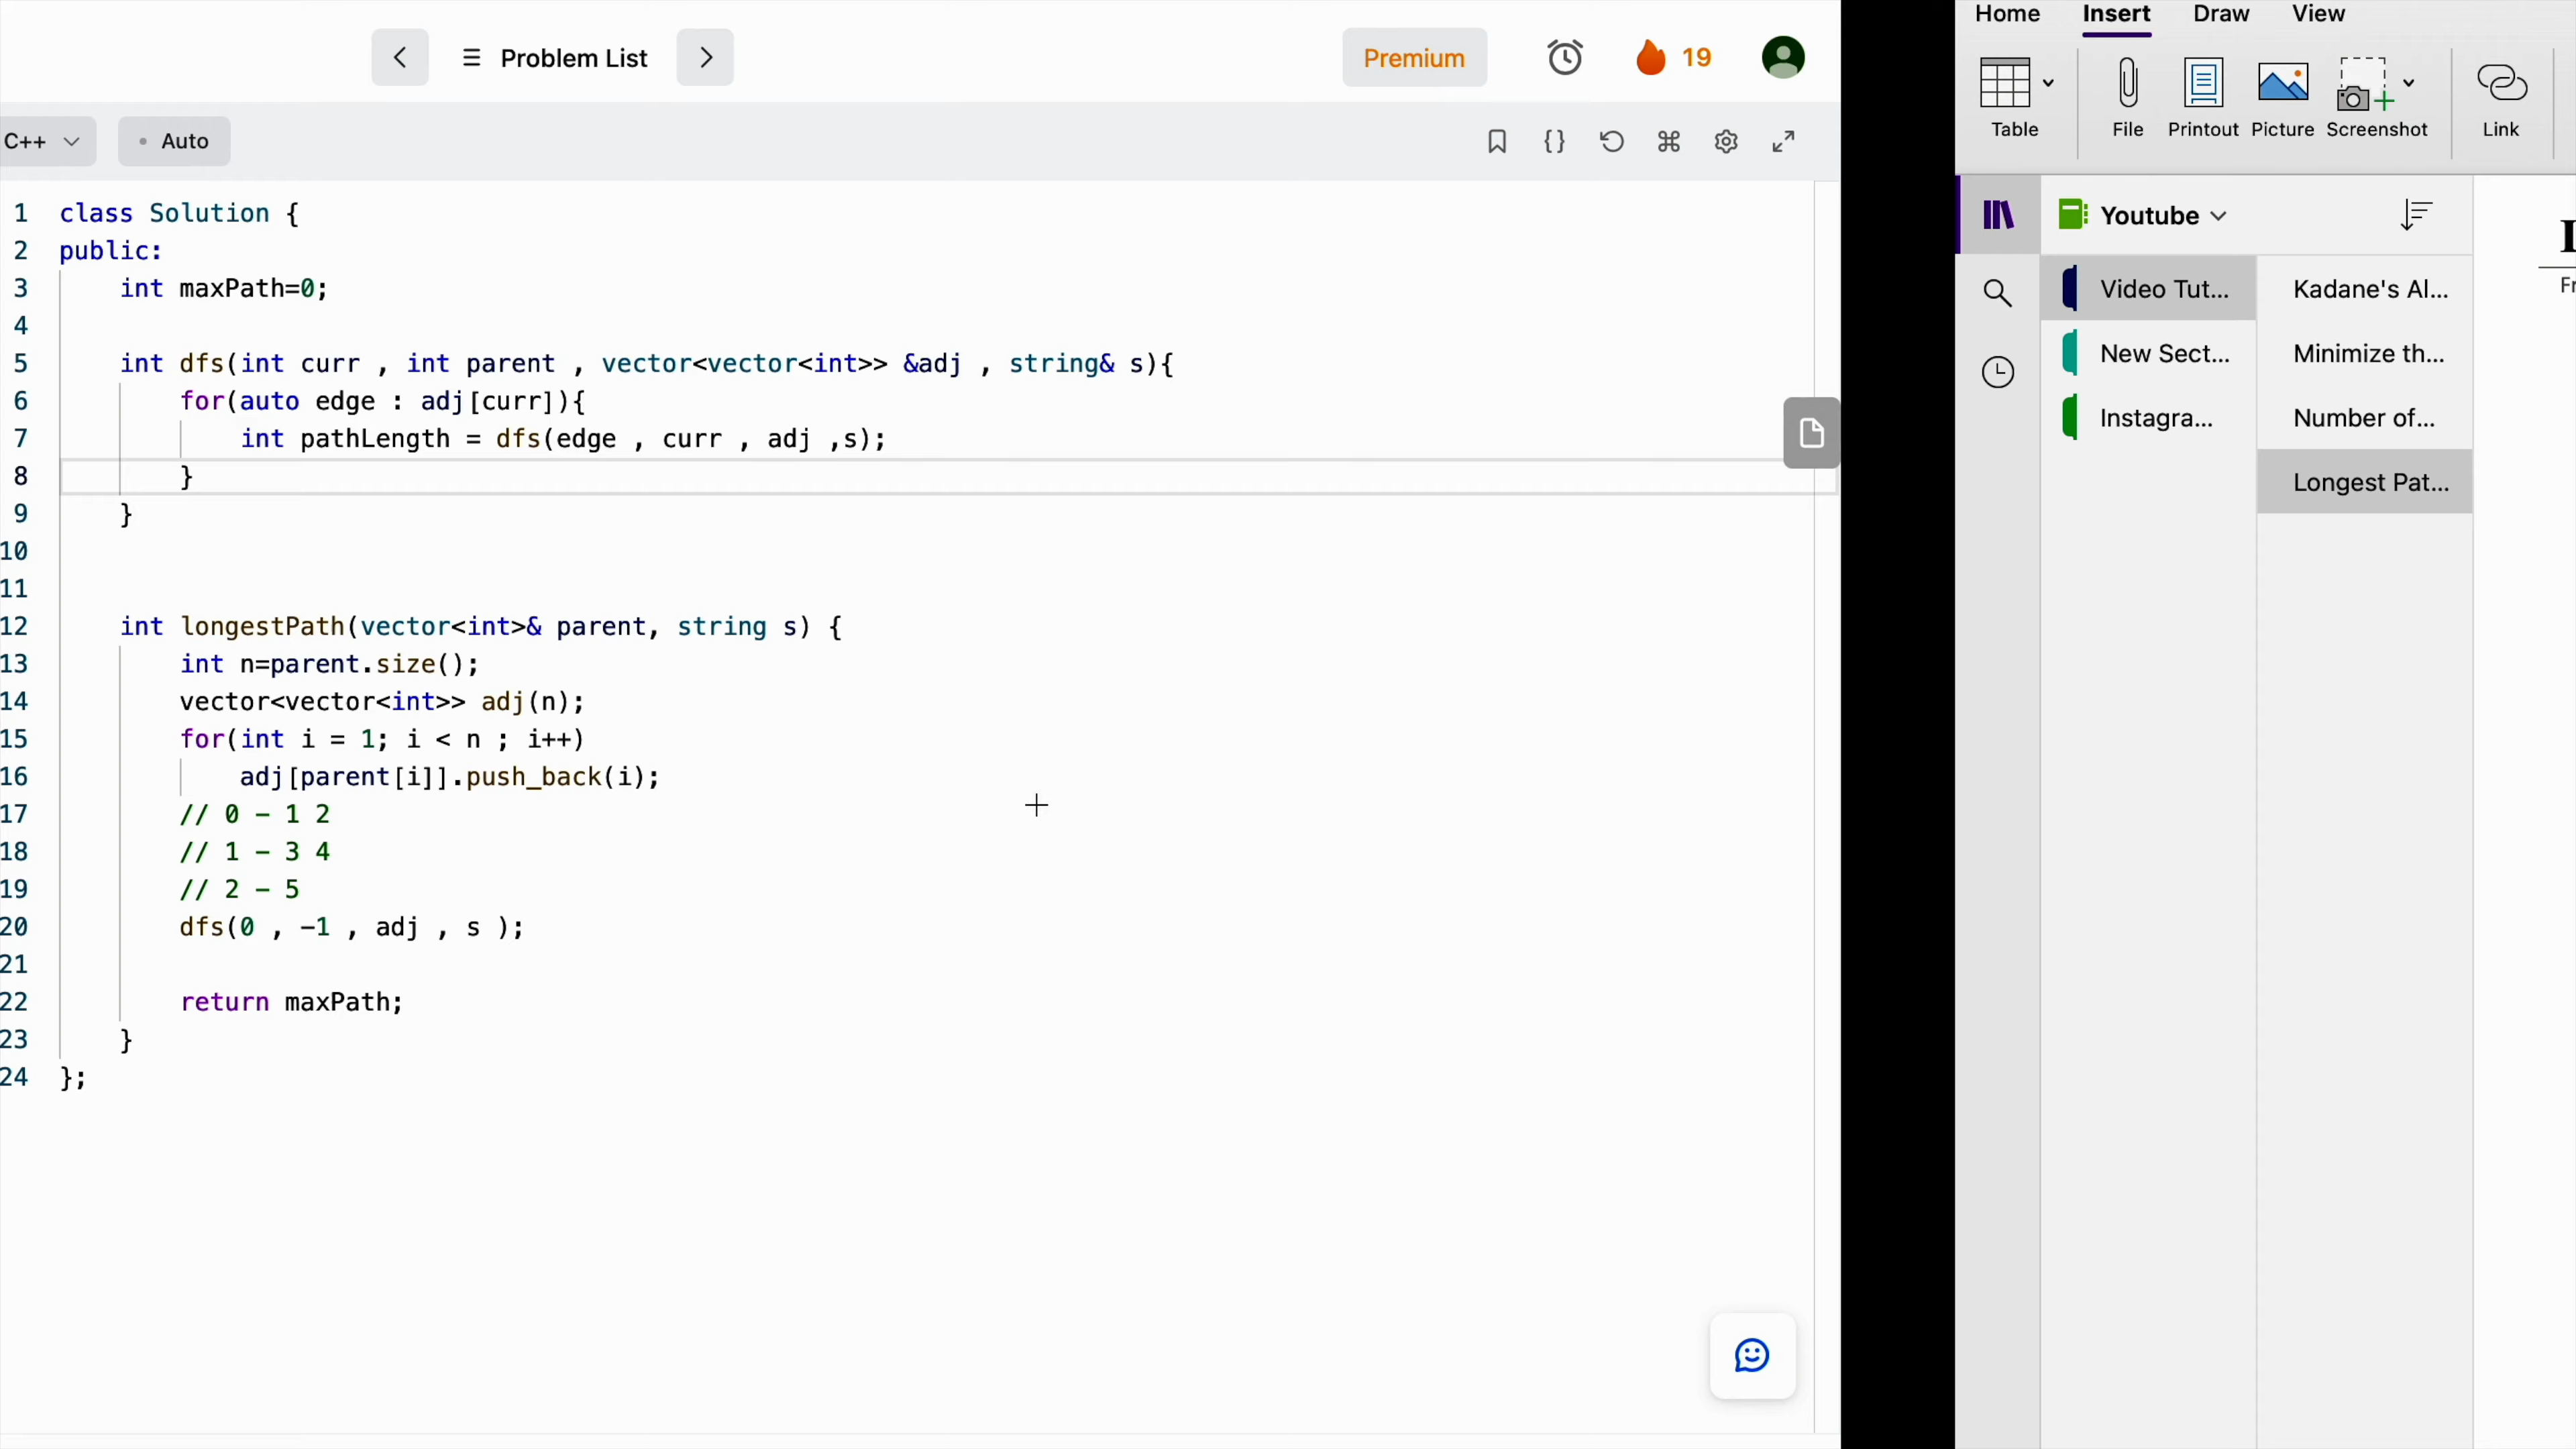 Problem List
Premium
19
C++
Auto
1 class Solution {
2 public:
3 int maxPath=0;
4
5 int dfs(int curr , int parent , vector<vector<int>> &adj , string& s){
6 for(auto edge : adj[curr]){
7 int pathLength = dfs(edge , curr , adj ,s);
8 }
9 }
10
11
12 int longestPath(vector<int>& parent, string s) {
13 int n=parent.size();
14 vector<vector<int>> adj(n);
15 for(int i = 1; i < n ; i++)
16 adj[parent[i]].push_back(i);
17 // 0 - 1 2
18 // 1 - 3 4
19 // 2 - 5
20 dfs(0 , -1 , adj , s );
21
22 return maxPath;
23 }
24 };
Home Insert Draw View
Table File Printout Picture Screenshot Link
Youtube
Video Tut...
New Sect...
Instagra...
Kadane's Al...
Minimize th...
Number of...
Longest Pat...